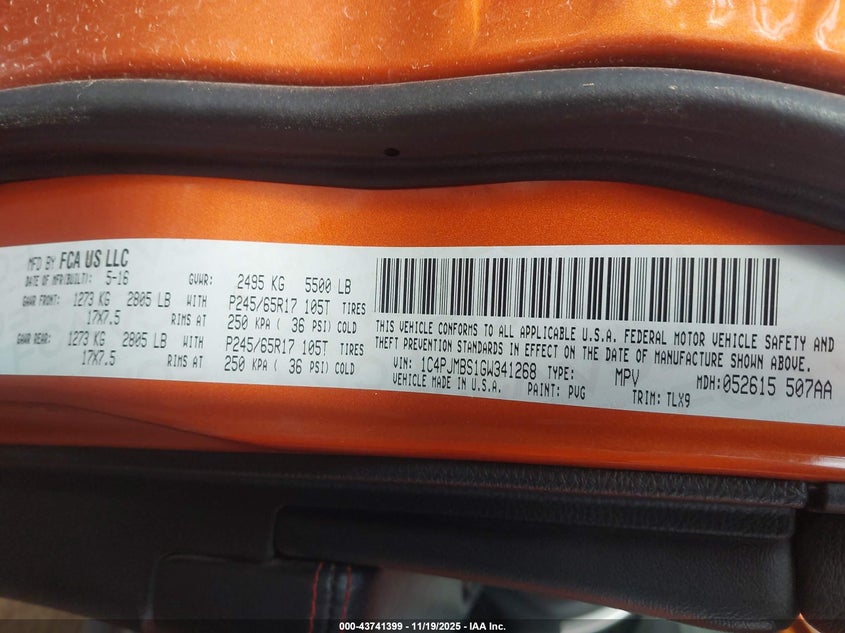 MFD BY FCA US LLC
DATE OF MFR(BUILT): 5-16 GVWR: 2495 KG 5500 LB
GAWR FRONT: 1273 KG 2805 LB WITH P245/65R17 105T TIRES
17X7.5 RIMS AT 250 KPA ( 36 PSI) COLD
GAWR REAR: 1273 KG 2805 LB WITH P245/65R17 105T TIRES
17X7.5 RIMS AT 250 KPA ( 36 PSI) COLD
THIS VEHICLE CONFORMS TO ALL APPLICABLE U.S.A. FEDERAL MOTOR VEHICLE SAFETY AND
THEFT PREVENTION STANDARDS IN EFFECT ON THE DATE OF MANUFACTURE SHOWN ABOVE.
VIN: 1C4PJMBS1GW341268 TYPE: MPV MDH:052615 507AA
VEHICLE MADE IN U.S.A. PAINT: PVG TRIM: TLX9
000-43741399 - 11/19/2025 - IAA Inc.